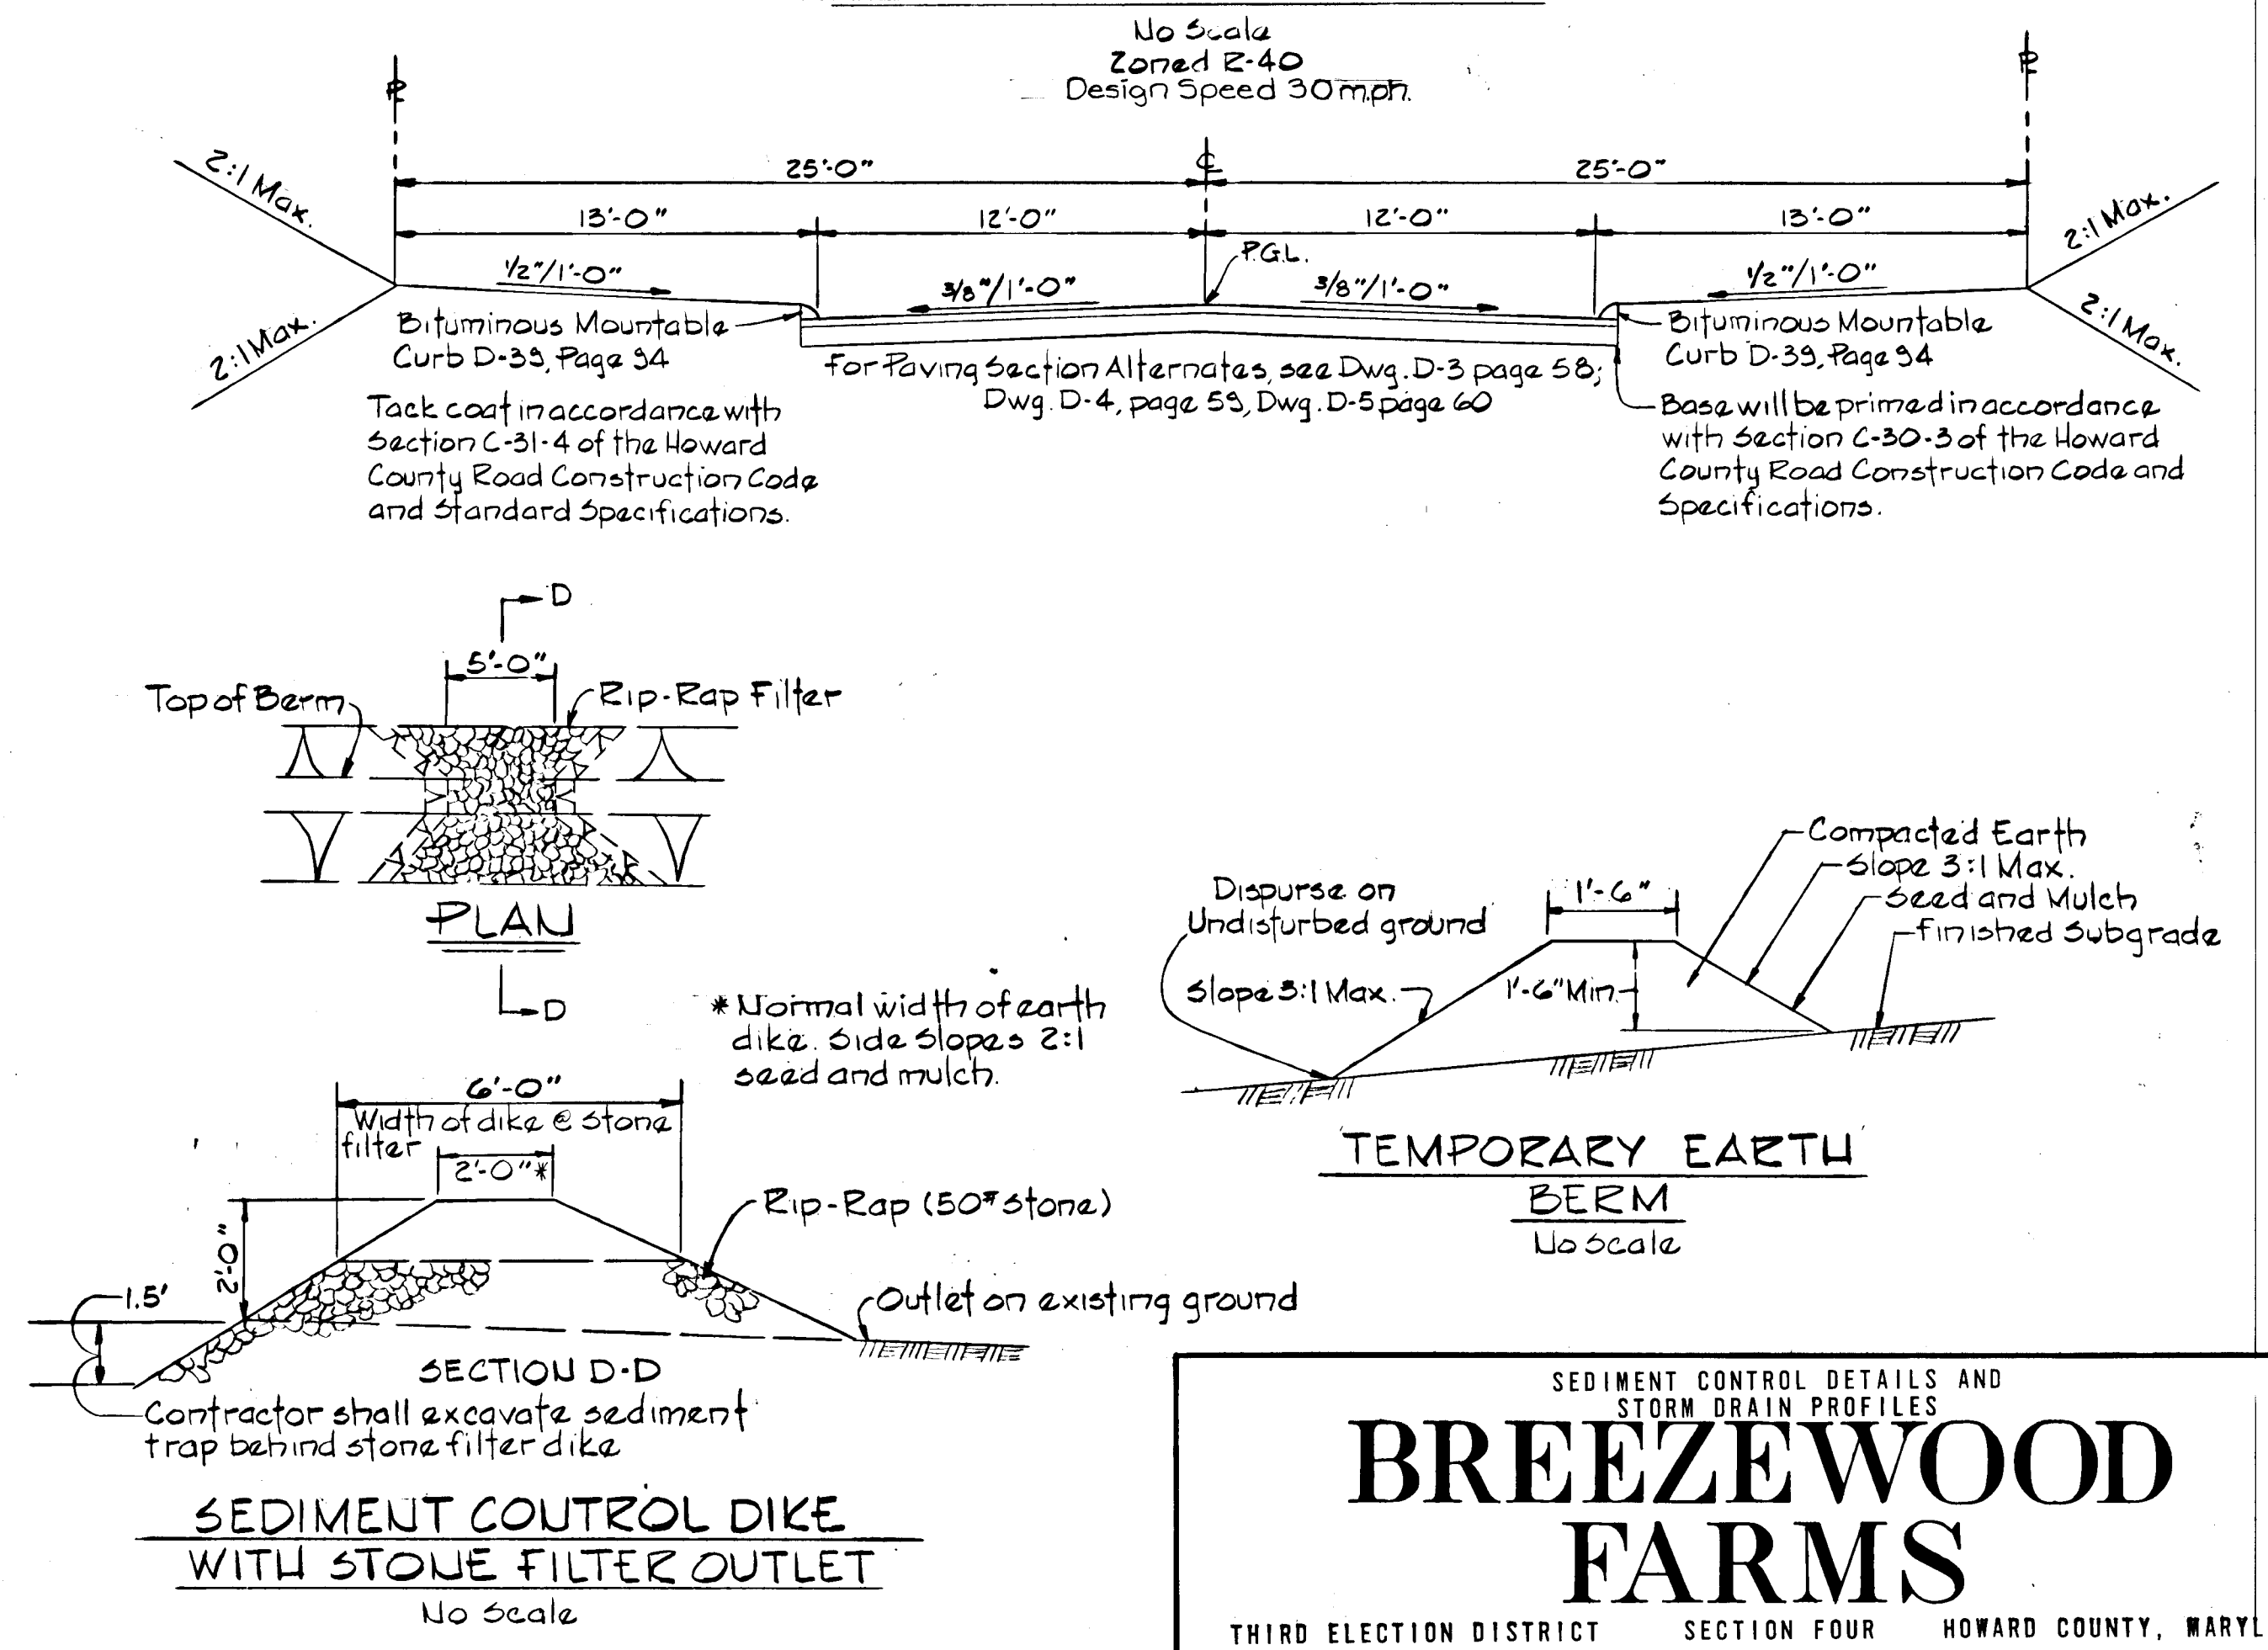 No Scale
Zoned R-40
Design Speed 30 m.p.h.
25'-0"
25'-0"
13'-0"
12'-0"
12'-0"
13'-0"
2:1 Max.
2:1 Max.
1/2"/1'-0"
3/8"/1'-0"
P.G.L.
3/8"/1'-0"
1/2"/1'-0"
2:1 Max.
2:1 Max.
Bituminous Mountable
Curb D-39, Page 94
Tack coat in accordance with
Section C-31-4 of the Howard
County Road Construction Code
and Standard Specifications.
For Paving Section Alternates, see Dwg. D-3 page 58;
Dwg. D-4, page 59, Dwg. D-5 page 60
Bituminous Mountable
Curb D-39, Page 94
Base will be primed in accordance
with Section C-30-3 of the Howard
County Road Construction Code and
Specifications.
D
5'-0"
Top of Berm
Rip-Rap Filter
PLAN
D
*Normal width of earth
dike. Side Slopes 2:1
seed and mulch.
6'-0"
Width of dike @ stone
filter
2'-0"*
2'-0"
1.5'
Rip-Rap (50# stone)
Outlet on existing ground
SECTION D-D
Contractor shall excavate sediment
trap behind stone filter dike
SEDIMENT CONTROL DIKE
WITH STONE FILTER OUTLET
No Scale
Dispurse on
Undisturbed ground
1'-6"
Compacted Earth
Slope 3:1 Max.
Seed and Mulch
Finished Subgrade
Slope 3:1 Max.
1'-6" Min.
TEMPORARY EARTH
BERM
No Scale
SEDIMENT CONTROL DETAILS AND
STORM DRAIN PROFILES
BREEZEWOOD
FARMS
THIRD ELECTION DISTRICT SECTION FOUR HOWARD COUNTY, MARYL